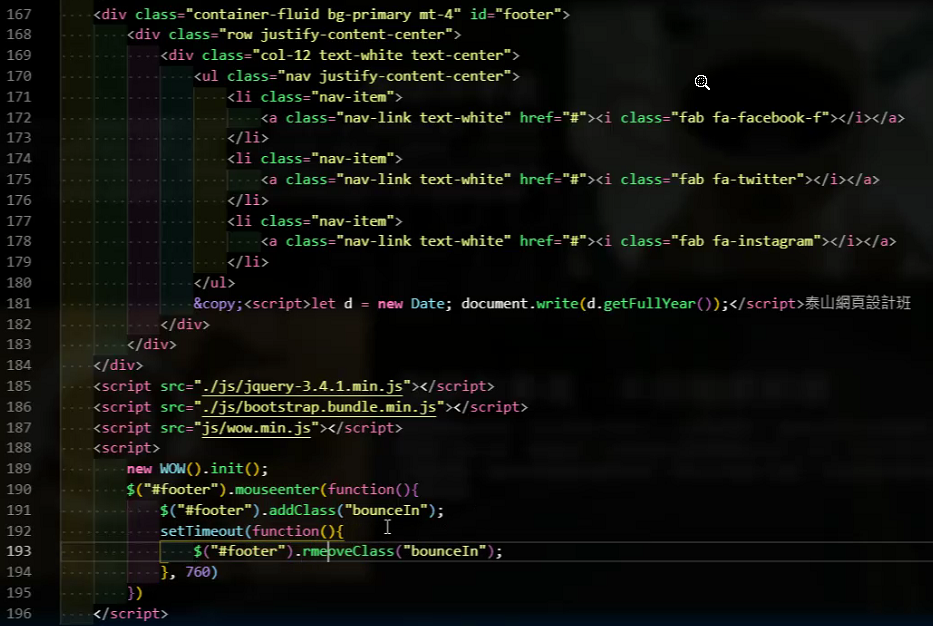 167 <div class="container-fluid bg-primary mt-4" id="footer">
168 <div class="row justify-content-center">
169 <div class="col-12 text-white text-center">
170 <ul class="nav justify-content-center">
171 <li class="nav-item">
172 <a class="nav-link text-white" href="#"><i class="fab fa-facebook-f"></i></a>
173 </li>
174 <li class="nav-item">
175 <a class="nav-link text-white" href="#"><i class="fab fa-twitter"></i></a>
176 </li>
177 <li class="nav-item">
178 <a class="nav-link text-white" href="#"><i class="fab fa-instagram"></i></a>
179 </li>
180 </ul>
181 &copy;<script>let d = new Date; document.write(d.getFullYear());</script>泰山網頁設計班
182 </div>
183 </div>
184 </div>
185 <script src="./js/jquery-3.4.1.min.js"></script>
186 <script src="./js/bootstrap.bundle.min.js"></script>
187 <script src="js/wow.min.js"></script>
188 <script>
189 new WOW().init();
190 $("#footer").mouseenter(function(){
191 $("#footer").addClass("bounceIn");
192 setTimeout(function(){
193 $("#footer").rmeoveClass("bounceIn");
194 }, 760)
195 })
196 </script>